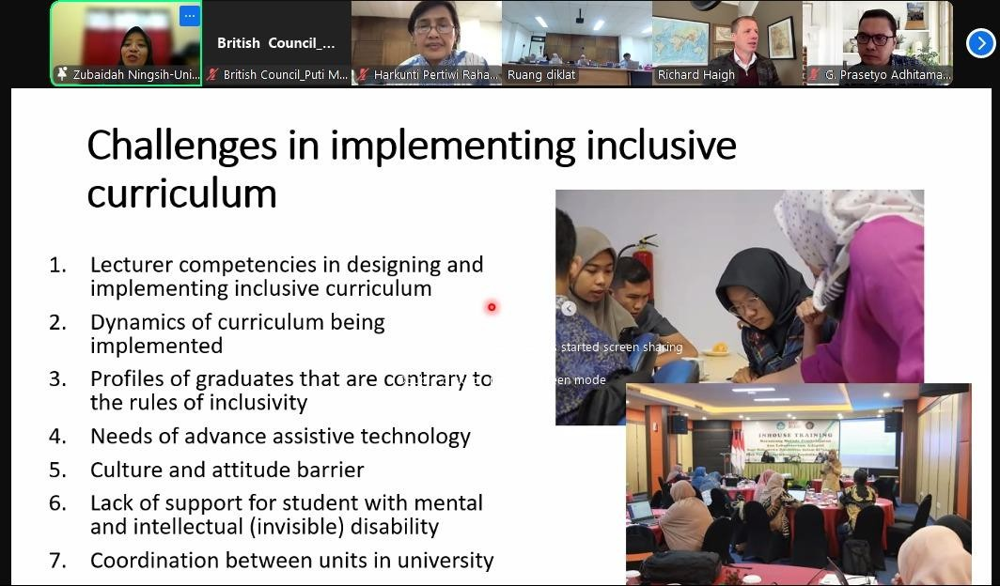 British Council_...
Zubaidah Ningsih-Uni...
British Council_Puti M...
Harkunti Pertiwi Raha...
Ruang diklat
Richard Haigh
G. Prasetyo Adhitama...
Challenges in implementing inclusive
curriculum
1. Lecturer competencies in designing and
implementing inclusive curriculum
2. Dynamics of curriculum being
implemented
3. Profiles of graduates that are contrary to
the rules of inclusivity
4. Needs of advance assistive technology
5. Culture and attitude barrier
6. Lack of support for student with mental
and intellectual (invisible) disability
7. Coordination between units in university
started screen sharing
mode
INHOUSE TRAINING